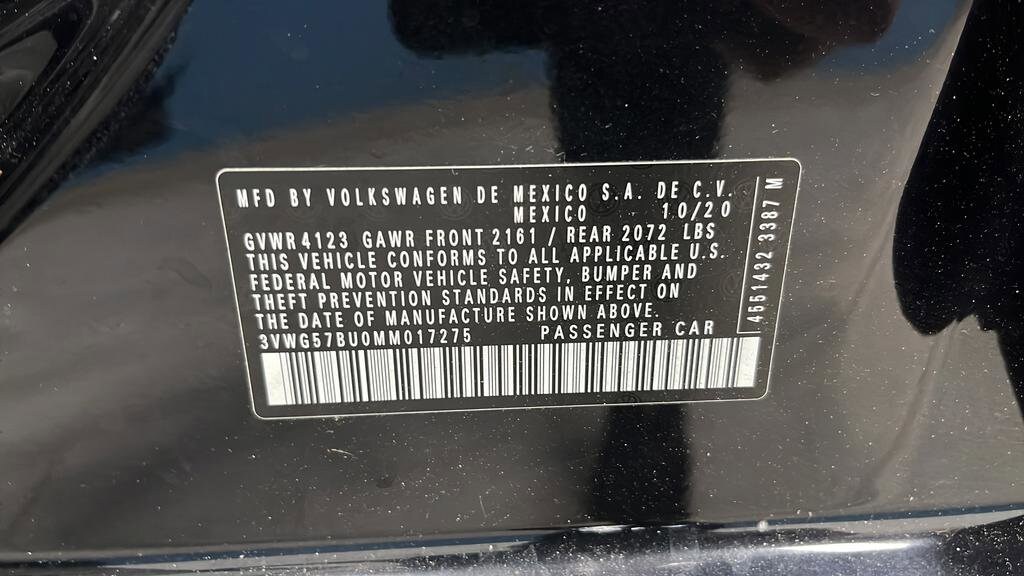 MFD BY VOLKSWAGEN DE MEXICO S.A. DE C.V.
MEXICO 10/20
GVWR 4123 GAWR FRONT 2161 / REAR 2072 LBS
THIS VEHICLE CONFORMS TO ALL APPLICABLE U.S.
FEDERAL MOTOR VEHICLE SAFETY, BUMPER AND
THEFT PREVENTION STANDARDS IN EFFECT ON
THE DATE OF MANUFACTURE SHOWN ABOVE.
3VWG57BU0MM017275 PASSENGER CAR
4551432 3387 M